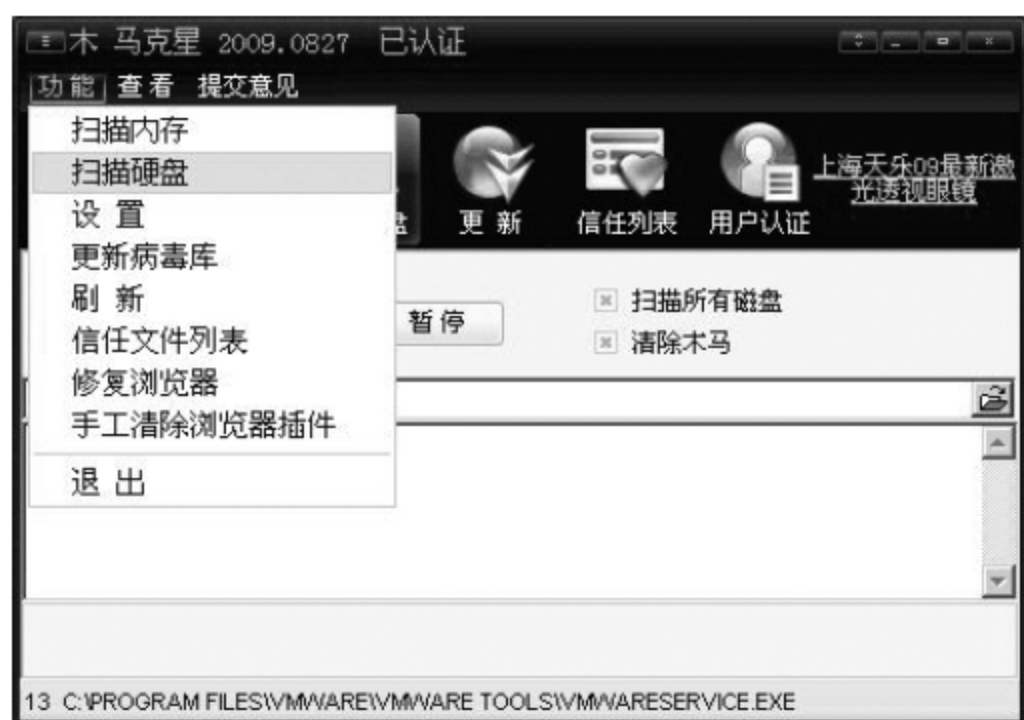 木 马克星 2009.0827 已认证
功能 查看 提交意见
扫描内存
扫描硬盘
设 置
更新病毒库
刷 新
信任文件列表
修复浏览器
手工清除浏览器插件
退 出
更 新
信任列表
用户认证
上海天乐09最新激
光透视眼镜
暂 停
扫描所有磁盘
清除木马
13 C:\PROGRAM FILES\VMWARE\VMWARE TOOLS\VMWARESERVICE.EXE